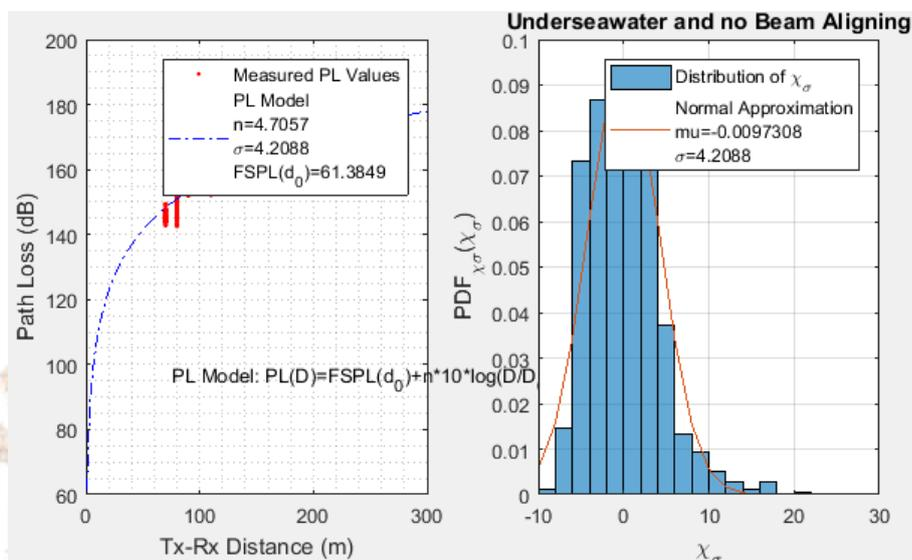 Underseawater and no Beam Aligning
200
180
160
140
120
100
80
60
0
100
200
300
Path Loss (dB)
Tx-Rx Distance (m)
Measured PL Values
PL Model
n=4.7057
σ=4.2088
FSPL(d₀)=61.3849
PL Model: PL(D)=FSPL(d₀)+n*10*log(D/D
0.1
0.09
0.08
0.07
0.06
0.05
0.04
0.03
0.02
0.01
0
-10
0
10
20
30
PDF_χσ(χσ)
χσ
Distribution of χσ
Normal Approximation
mu=-0.0097308
σ=4.2088